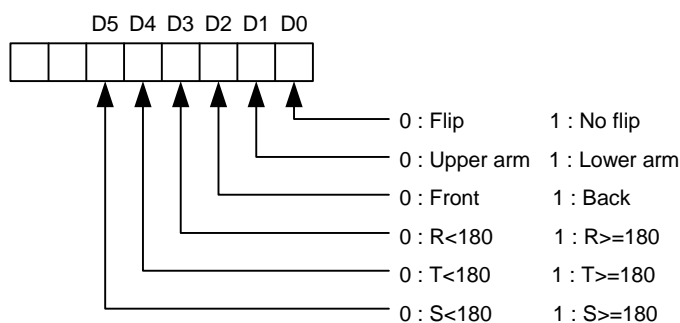 D5 D4 D3 D2 D1 D0
0 : Flip 1 : No flip
0 : Upper arm 1 : Lower arm
0 : Front 1 : Back
0 : R<180 1 : R>=180
0 : T<180 1 : T>=180
0 : S<180 1 : S>=180